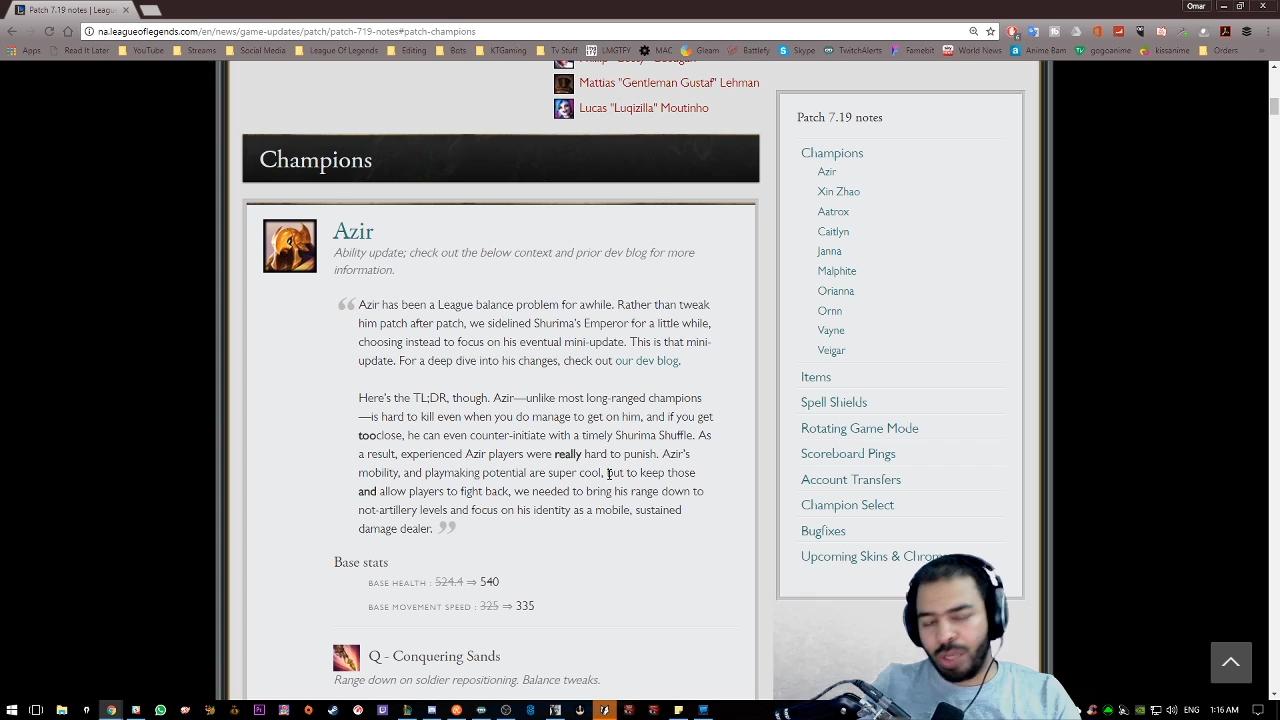 Patch 7.19 notes | Leagu
Omar
na.leagueoflegends.com/en/news/game-updates/patch/patch-719-notes#patch-champions
Apps Read It Later YouTube Streams Social Media League Of Legends Editing Bots KTGaming Tv Stuff LMGTFY MAC Gleam Battlefy Skype TwitchAlerts Famebit World News Anime Bam gogoanime kissanime Orders
Mattias "Gentleman Gustaf" Lehman
Lucas "Luqizilla" Moutinho
Champions
Azir
Ability update; check out the below context and prior dev blog for more
information.
Azir has been a League balance problem for awhile. Rather than tweak
him patch after patch, we sidelined Shurima's Emperor for a little while,
choosing instead to focus on his eventual mini-update. This is that mini-
update. For a deep dive into his changes, check out our dev blog.
Here's the TL;DR, though. Azir—unlike most long-ranged champions
—is hard to kill even when you do manage to get on him, and if you get
tooclose, he can even counter-initiate with a timely Shurima Shuffle. As
a result, experienced Azir players were really hard to punish. Azir's
mobility, and playmaking potential are super cool, but to keep those
and allow players to fight back, we needed to bring his range down to
not-artillery levels and focus on his identity as a mobile, sustained
damage dealer.
Base stats
BASE HEALTH : 524.4 ⇒ 540
BASE MOVEMENT SPEED : 325 ⇒ 335
Q - Conquering Sands
Range down on soldier repositioning. Balance tweaks.
Patch 7.19 notes
Champions
Azir
Xin Zhao
Aatrox
Caitlyn
Janna
Malphite
Orianna
Ornn
Vayne
Veigar
Items
Spell Shields
Rotating Game Mode
Scoreboard Pings
Account Transfers
Champion Select
Bugfixes
Upcoming Skins & Chrom
ENG 1:16 AM